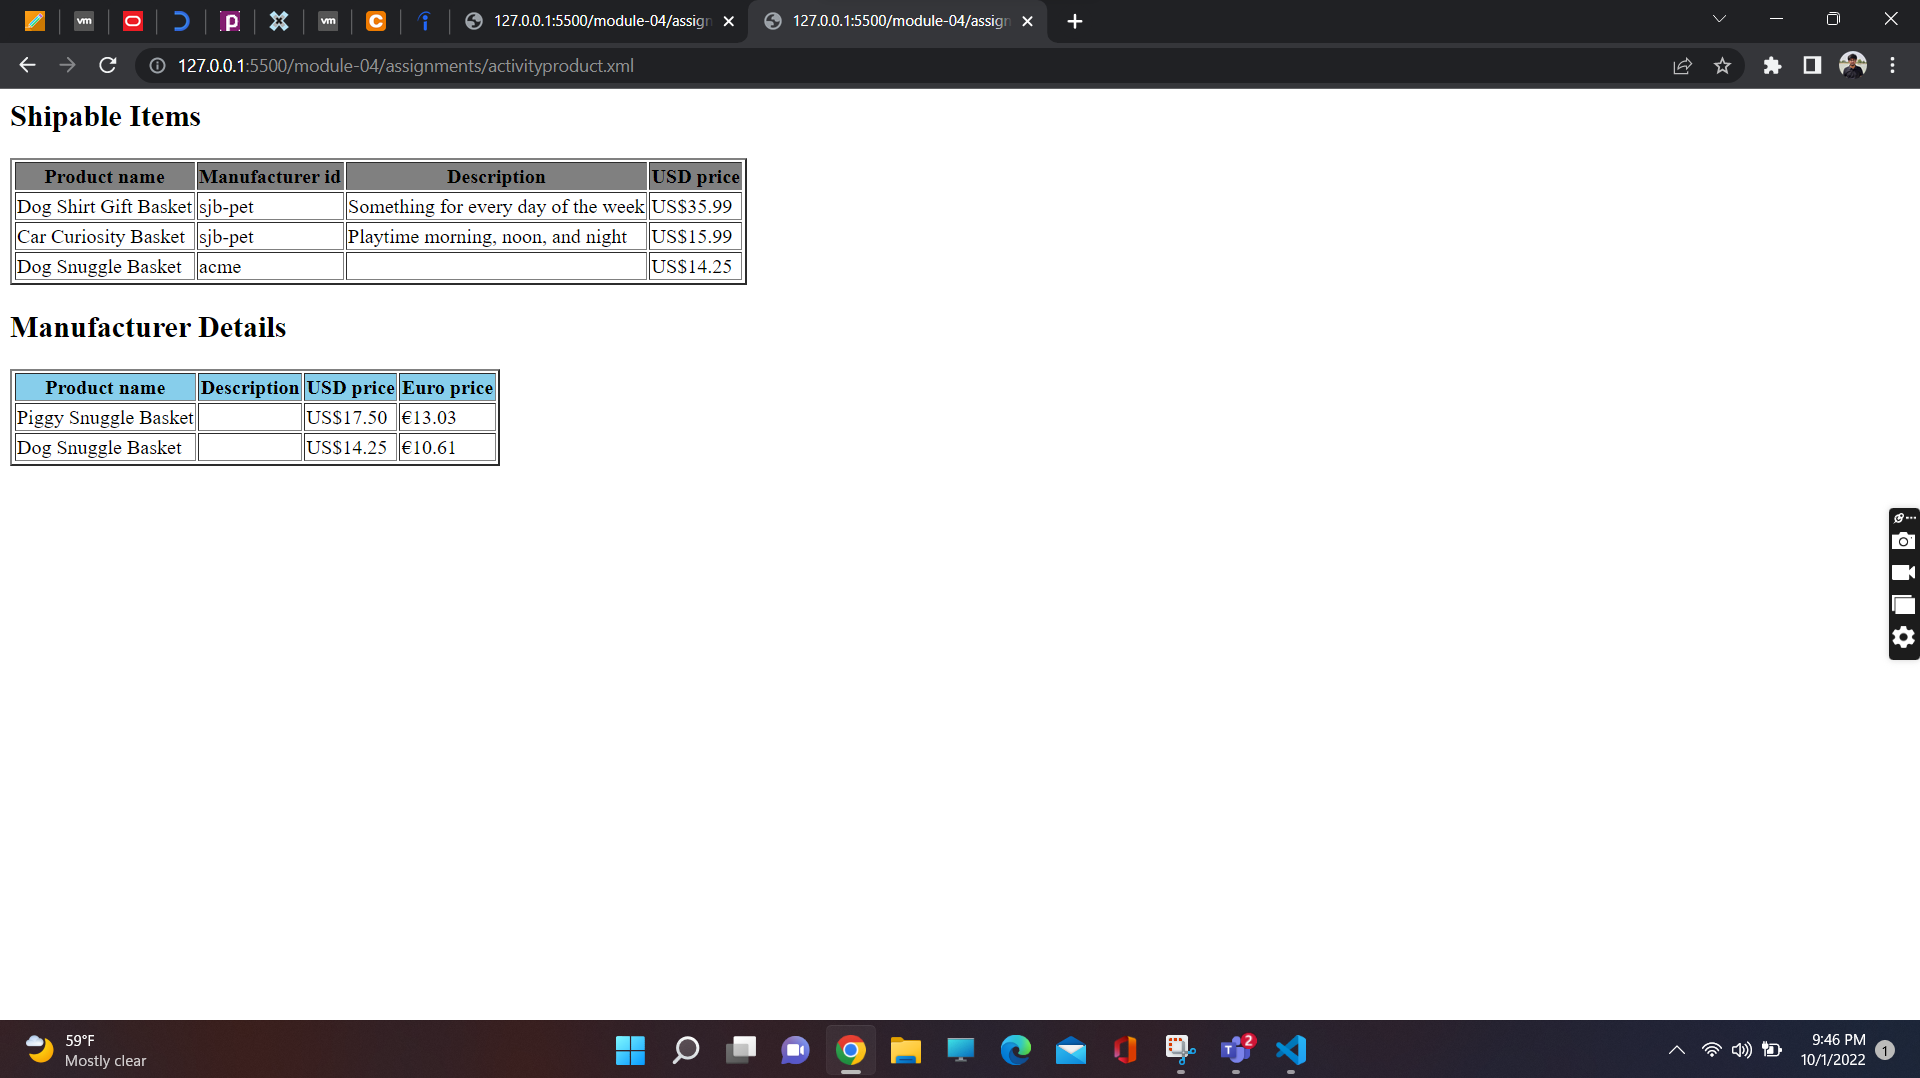 vm
vm
127.0.0.1:5500/module-04/assign
127.0.0.1:5500/module-04/assign
127.0.0.1:5500/module-04/assignments/activityproduct.xml
Shipable Items
Product name Manufacturer id Description USD price
Dog Shirt Gift Basket sjb-pet Something for every day of the week US$35.99
Car Curiosity Basket sjb-pet Playtime morning, noon, and night US$15.99
Dog Snuggle Basket acme US$14.25
Manufacturer Details
Product name Description USD price Euro price
Piggy Snuggle Basket US$17.50 €13.03
Dog Snuggle Basket US$14.25 €10.61
59°F
Mostly clear
2
9:46 PM
10/1/2022
1